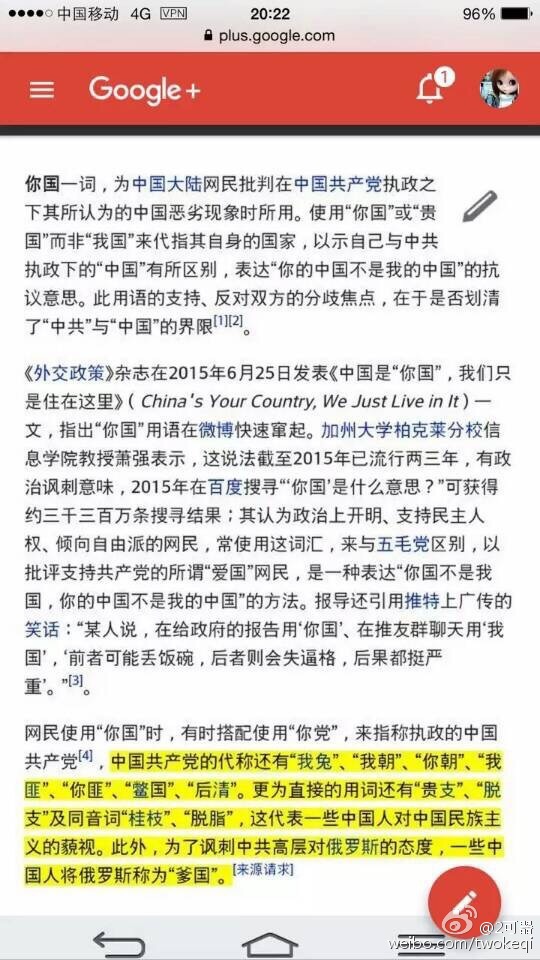 中国移动 4G VPN 20:22 96%
plus.google.com
Google+ 1
你国一词，为中国大陆网民批判在中国共产党执政之
下其所认为的中国恶劣现象时所用。使用“你国”或“贵
国”而非“我国”来代指其自身的国家，以示自己与中共
执政下的“中国”有所区别，表达“你的中国不是我的中国”的抗
议意思。此用语的支持、反对双方的分歧焦点，在于是否划清
了“中共”与“中国”的界限[1][2]。
《外交政策》杂志在2015年6月25日发表《中国是“你国”，我们只
是住在这里》（China's Your Country, We Just Live in It）一
文，指出“你国”用语在微博快速窜起。加州大学柏克莱分校信
息学院教授萧强表示，这说法截至2015年已流行两三年，有政
治讽刺意味，2015年在百度搜寻“‘你国’是什么意思？”可获得
约三千三百万条搜寻结果；其认为政治上开明、支持民主人
权、倾向自由派的网民，常使用这词汇，来与五毛党区别，以
批评支持共产党的所谓“爱国”网民，是一种表达“你国不是我
国，你的中国不是我的中国”的方法。报导还引用推特上广传的
笑话：“某人说，在给政府的报告用‘你国’、在推友群聊天用‘我
国’，‘前者可能丢饭碗，后者则会失逼格，后果都挺严
重’。”[3]。
网民使用“你国”时，有时搭配使用“你党”，来指称执政的中国
共产党[4]，中国共产党的代称还有“我兔”、“我朝”、“你朝”、“我
匪”、“你匪”、“鳖国”、“后清”。更为直接的用词还有“贵支”、“脱
支”及同音词“桂枝”、“脱脂”，这代表一些中国人对中国民族主
义的藐视。此外，为了讽刺中共高层对俄罗斯的态度，一些中
国人将俄罗斯称为“爹国”。[来源请求]
weibo.com/twokeqi